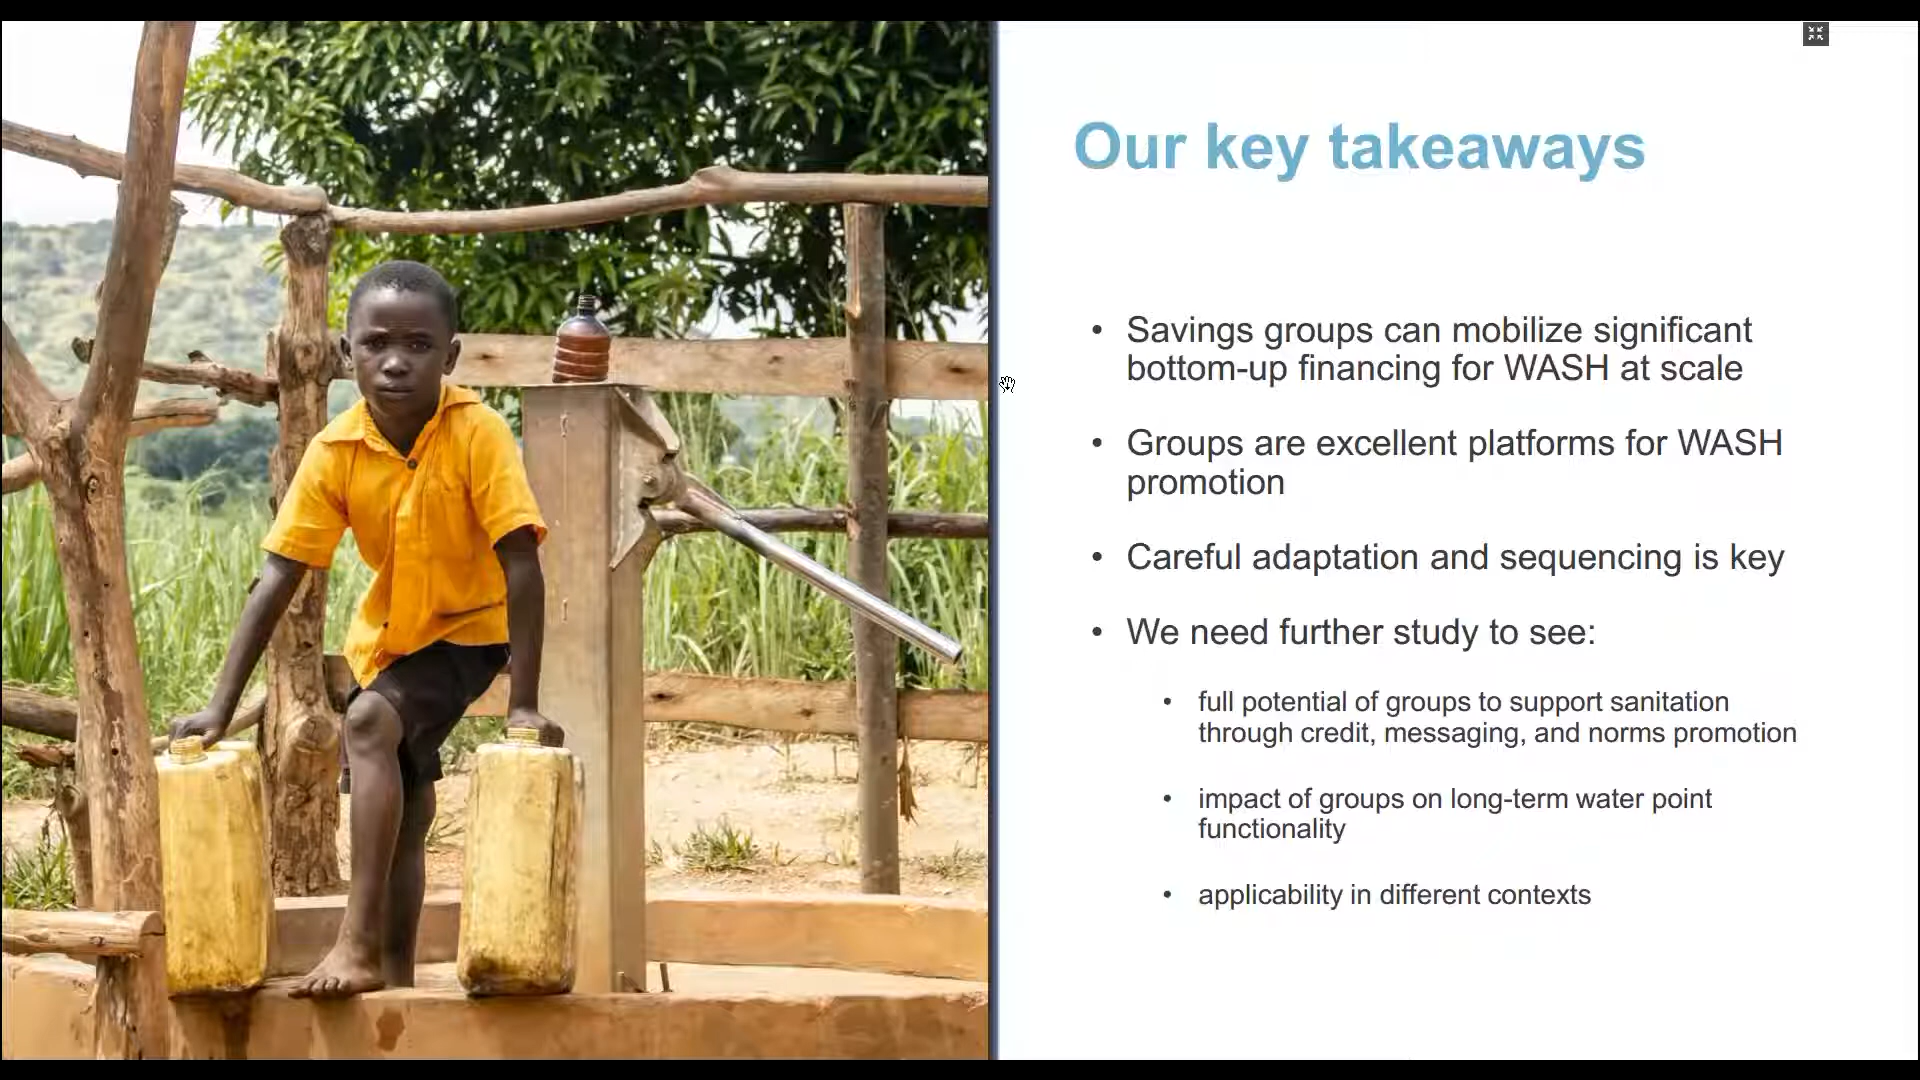 Our key takeaways
• Savings groups can mobilize significant
bottom-up financing for WASH at scale
• Groups are excellent platforms for WASH
promotion
• Careful adaptation and sequencing is key
• We need further study to see:
• full potential of groups to support sanitation
through credit, messaging, and norms promotion
• impact of groups on long-term water point
functionality
• applicability in different contexts